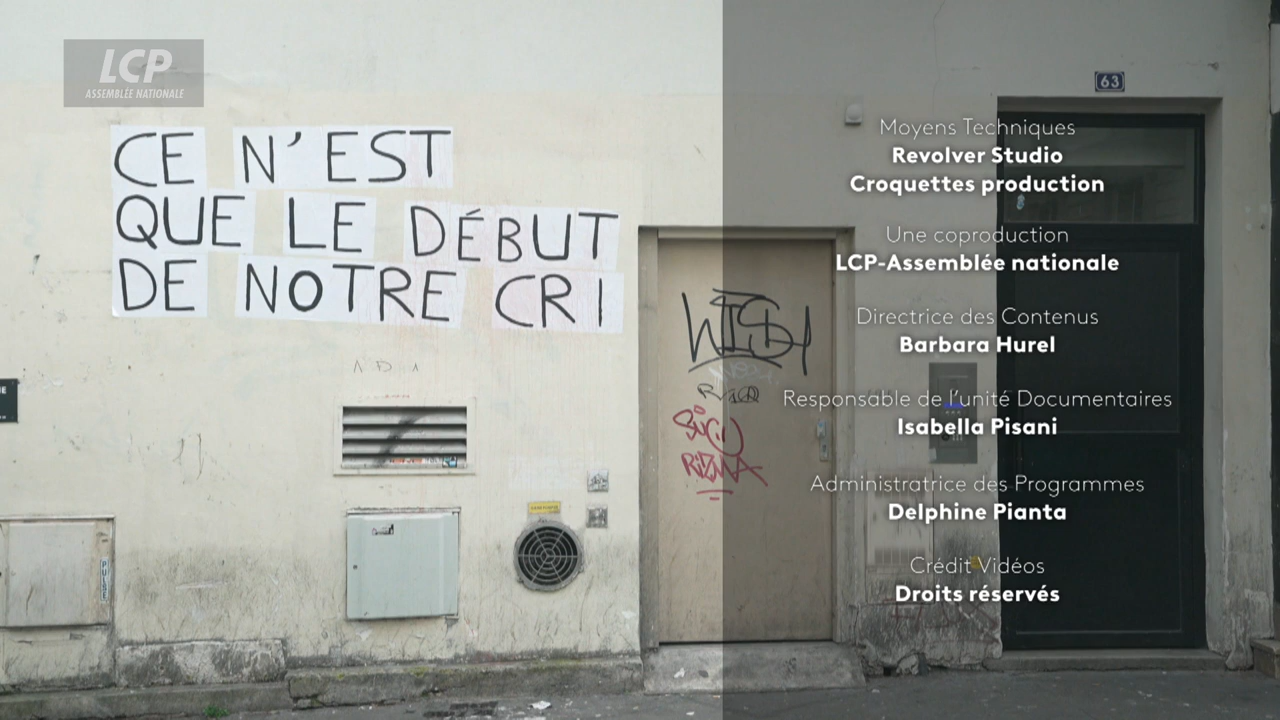 LCP
ASSEMBLÉE NATIONALE
CE N'EST
QUE LE DÉBUT
DE NOTRE CRI
63
Moyens Techniques
Revolver Studio
Croquettes production
Une coproduction
LCP-Assemblée nationale
Directrice des Contenus
Barbara Hurel
Responsable de l'unité Documentaires
Isabella Pisani
Administratrice des Programmes
Delphine Pianta
Crédit Vidéos
Droits réservés
WISH
PULSE